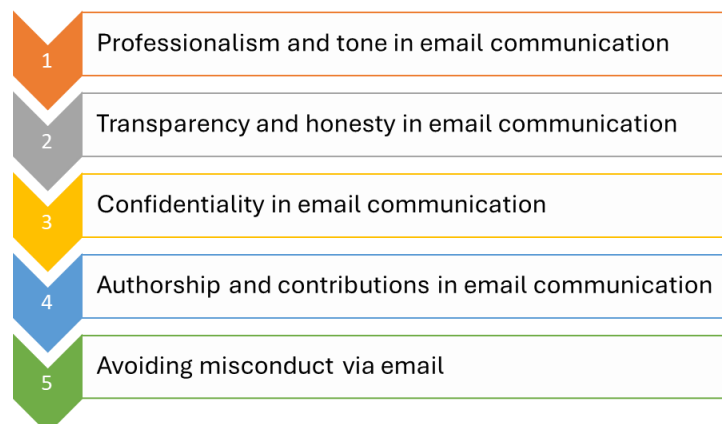 1
Professionalism and tone in email communication
2
Transparency and honesty in email communication
3
Confidentiality in email communication
4
Authorship and contributions in email communication
5
Avoiding misconduct via email